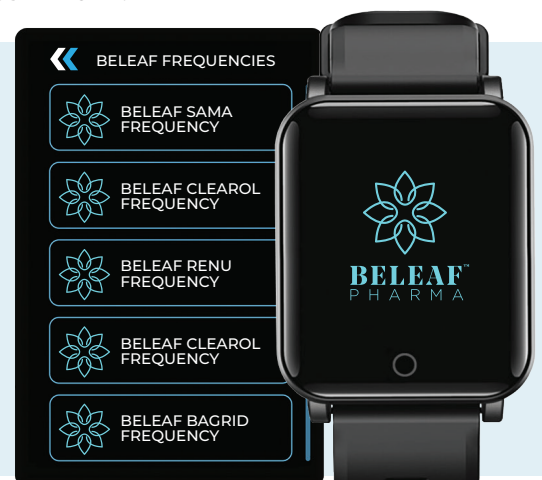 BELEAF FREQUENCIES
BELEAF SAMA
FREQUENCY
BELEAF CLEAROL
FREQUENCY
BELEAF RENU
FREQUENCY
BELEAF CLEAROL
FREQUENCY
BELEAF BAGRID
FREQUENCY
BELEAF™
PHARMA